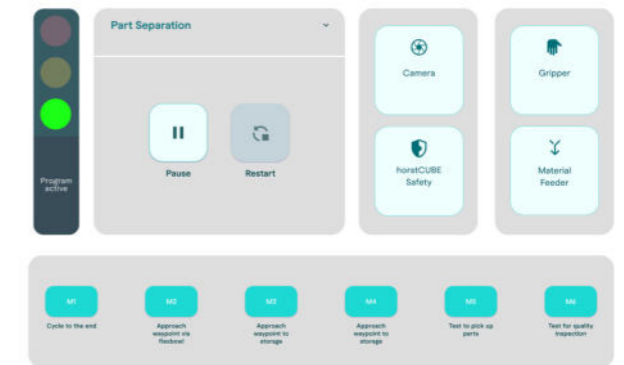 Part Separation
Camera
Gripper
Pause
Restart
horstCUBE
Safety
Material
Feeder
Program
active
M1
M2
M3
M4
M5
M6
Cycle to the end
Approach
waypoint via
flexbowl
Approach
waypoint to
storage
Approach
waypoint to
storage
Test to pick up
parts
Test for quality
inspection